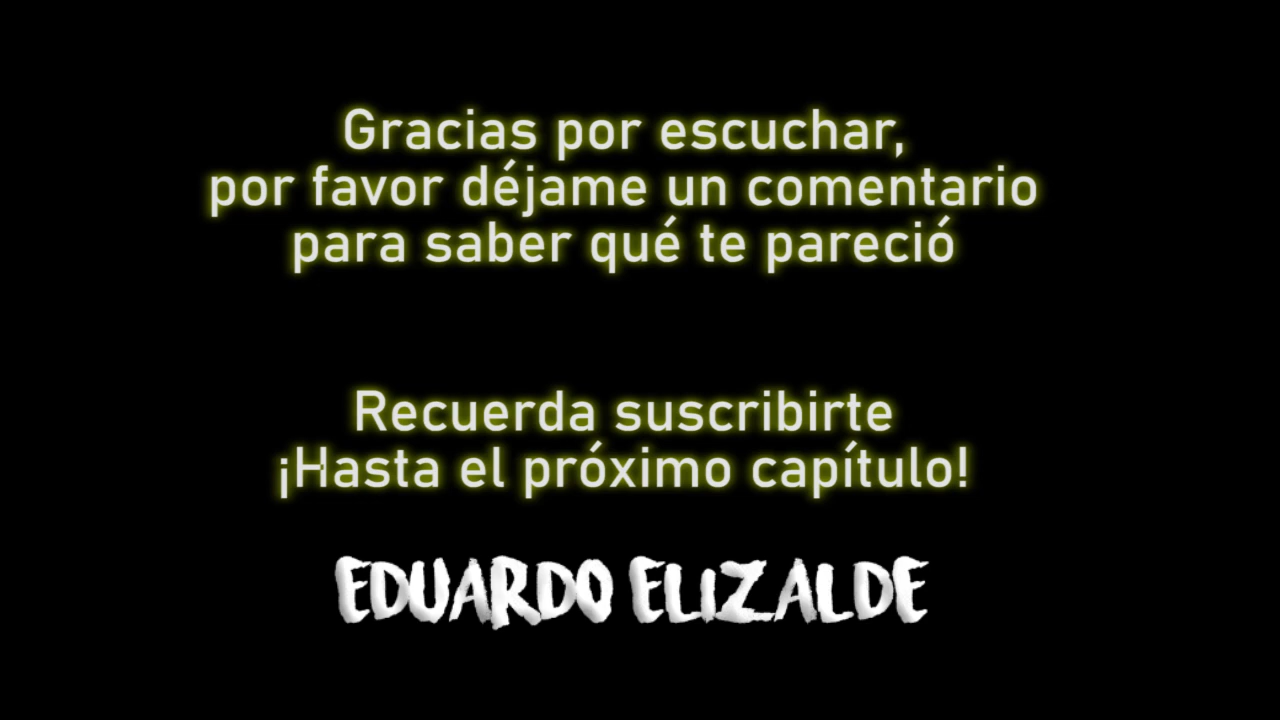 Gracias por escuchar,
por favor déjame un comentario
para saber qué te pareció
Recuerda suscribirte
¡Hasta el próximo capítulo!
EDUARDO ELIZALDE